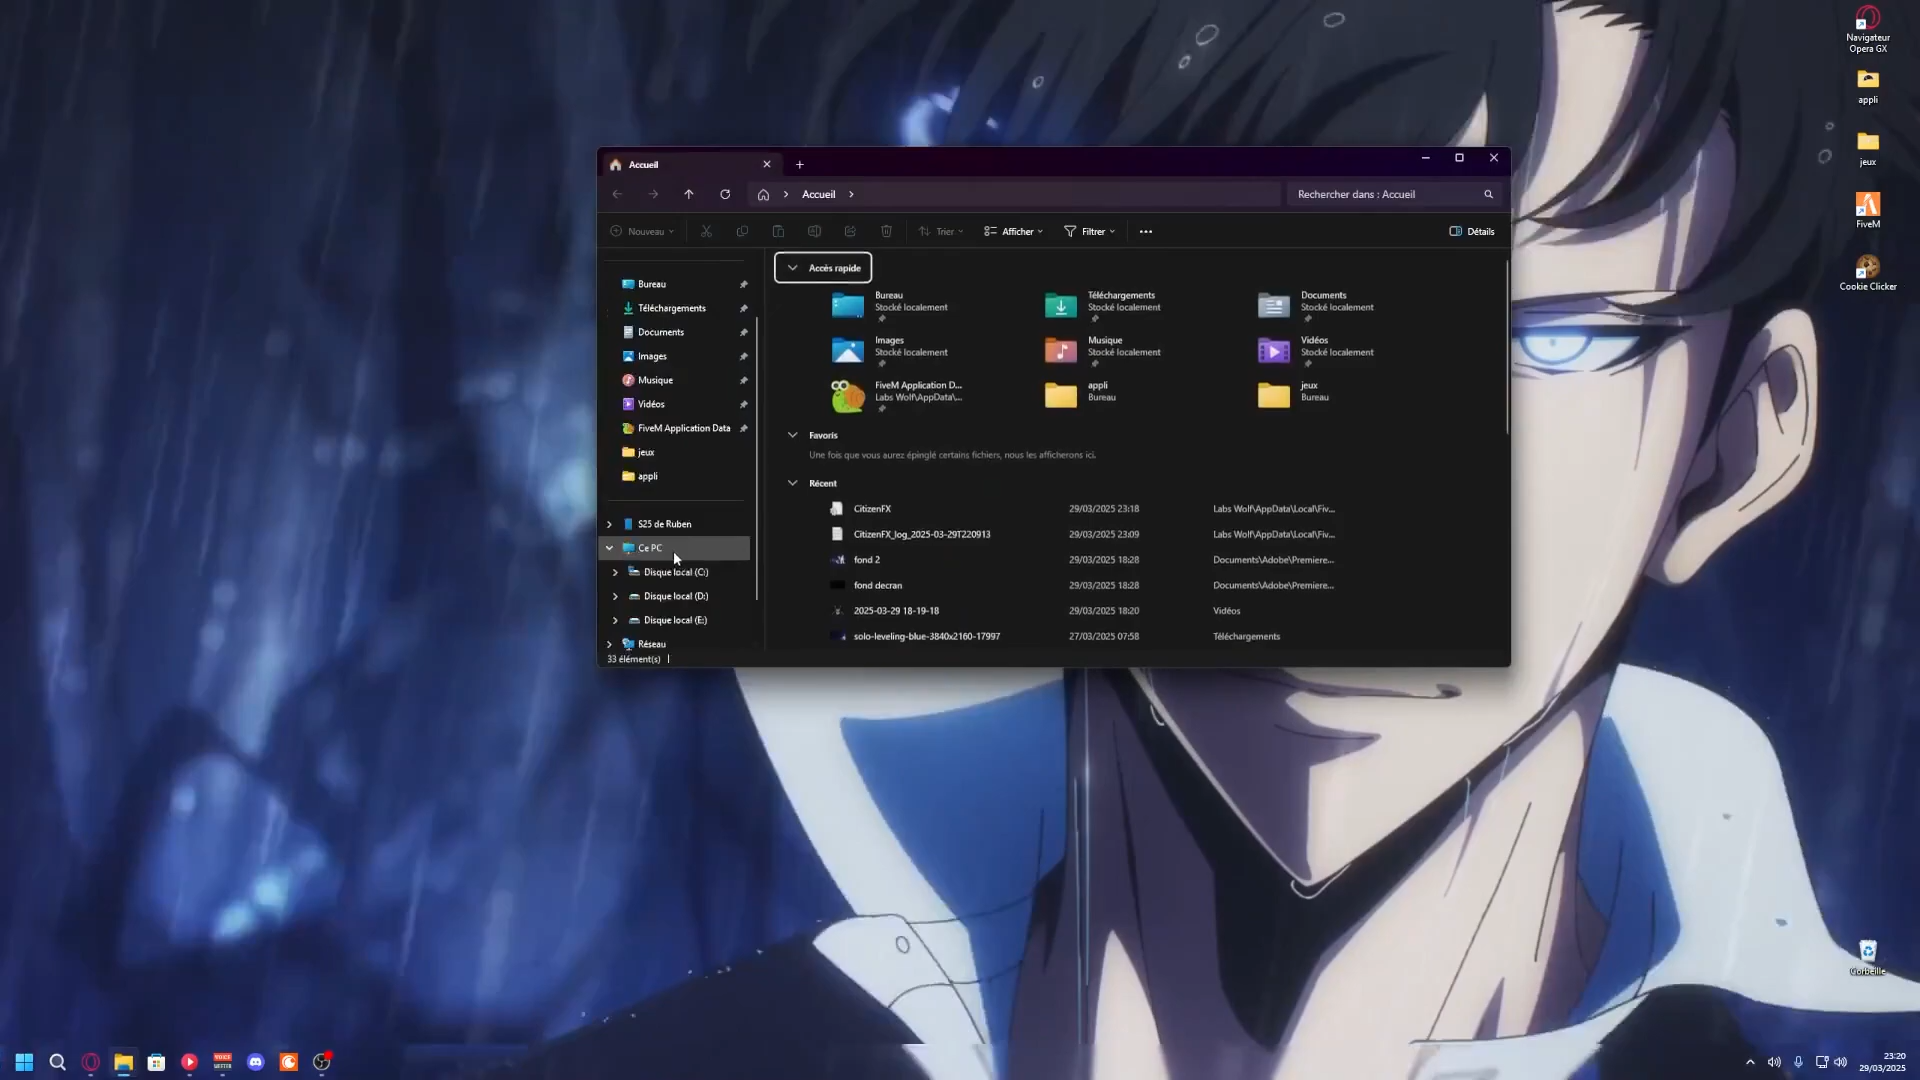 Navigateur
Opera GX
appli
jeux
FiveM
Cookie Clicker
Corbeille
Accueil
Accueil
Rechercher dans : Accueil
Nouveau
Trier
Afficher
Filtrer
Détails
Bureau
Téléchargements
Documents
Images
Musique
Vidéos
FiveM Application Data
jeux
appli
S25 de Ruben
Ce PC
Disque local (C:)
Disque local (D:)
Disque local (E:)
Réseau
33 élément(s)
Accès rapide
Bureau
Stocké localement
Téléchargements
Stocké localement
Documents
Stocké localement
Images
Stocké localement
Musique
Stocké localement
Vidéos
Stocké localement
FiveM Application D...
Labs Wolf\AppData\...
appli
Bureau
jeux
Bureau
Favoris
Une fois que vous aurez épinglé certains fichiers, nous les afficherons ici.
Récent
CitizenFX 29/03/2025 23:18 Labs Wolf\AppData\Local\Fiv...
CitizenFX_log_2025-03-29T220913 29/03/2025 23:09 Labs Wolf\AppData\Local\Fiv...
fond 2 29/03/2025 18:28 Documents\Adobe\Premiere...
fond decran 29/03/2025 18:28 Documents\Adobe\Premiere...
2025-03-29 18-19-18 29/03/2025 18:20 Vidéos
solo-leveling-blue-3840x2160-17997 27/03/2025 07:58 Téléchargements
23:20
29/03/2025